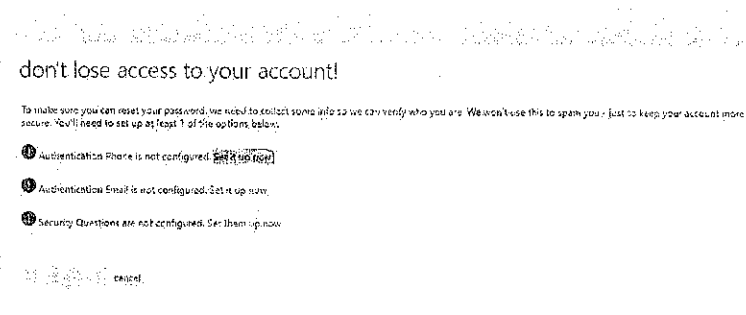 don't lose access to your account!
To make sure you can reset your password, we need to collect some info so we can verify who you are. We won't use this to spam you - just to keep your account more
secure. You'll need to set up at least 1 of the options below.
Authentication Phone is not configured. Set it up now
Authentication Email is not configured. Set it up now
Security Questions are not configured. Set them up now
cancel